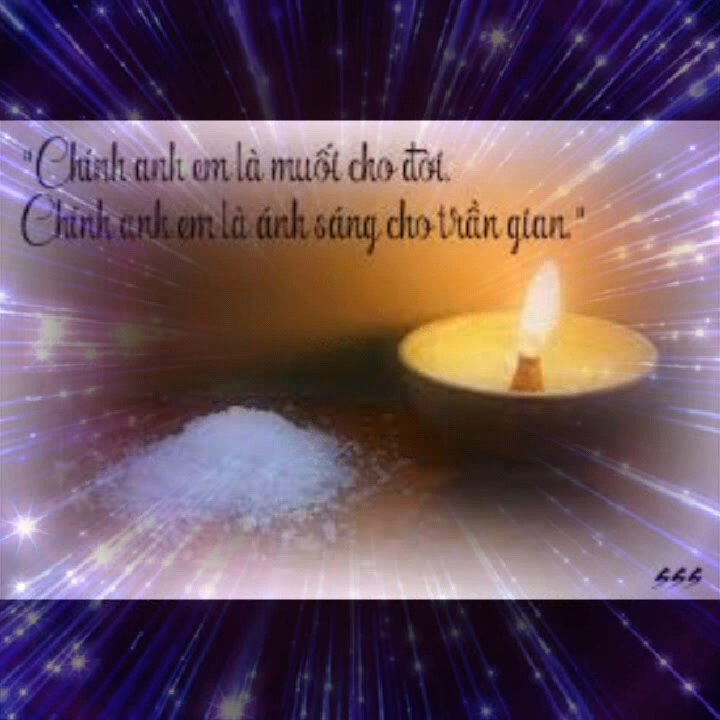 "Chính anh em là muối cho đời.
Chính anh em là ánh sáng cho trần gian."